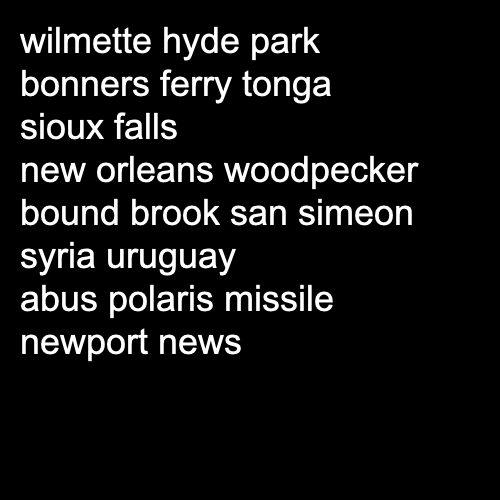 wilmette hyde park
bonners ferry tonga
sioux falls
new orleans woodpecker
bound brook san simeon
syria uruguay
abus polaris missile
newport news